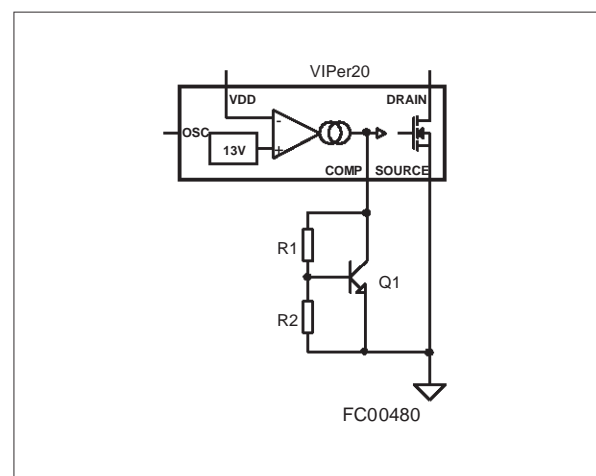 VIPer20
VDD
DRAIN
OSC
-
13V
+
COMP
SOURCE
R1
Q1
R2
FC00480